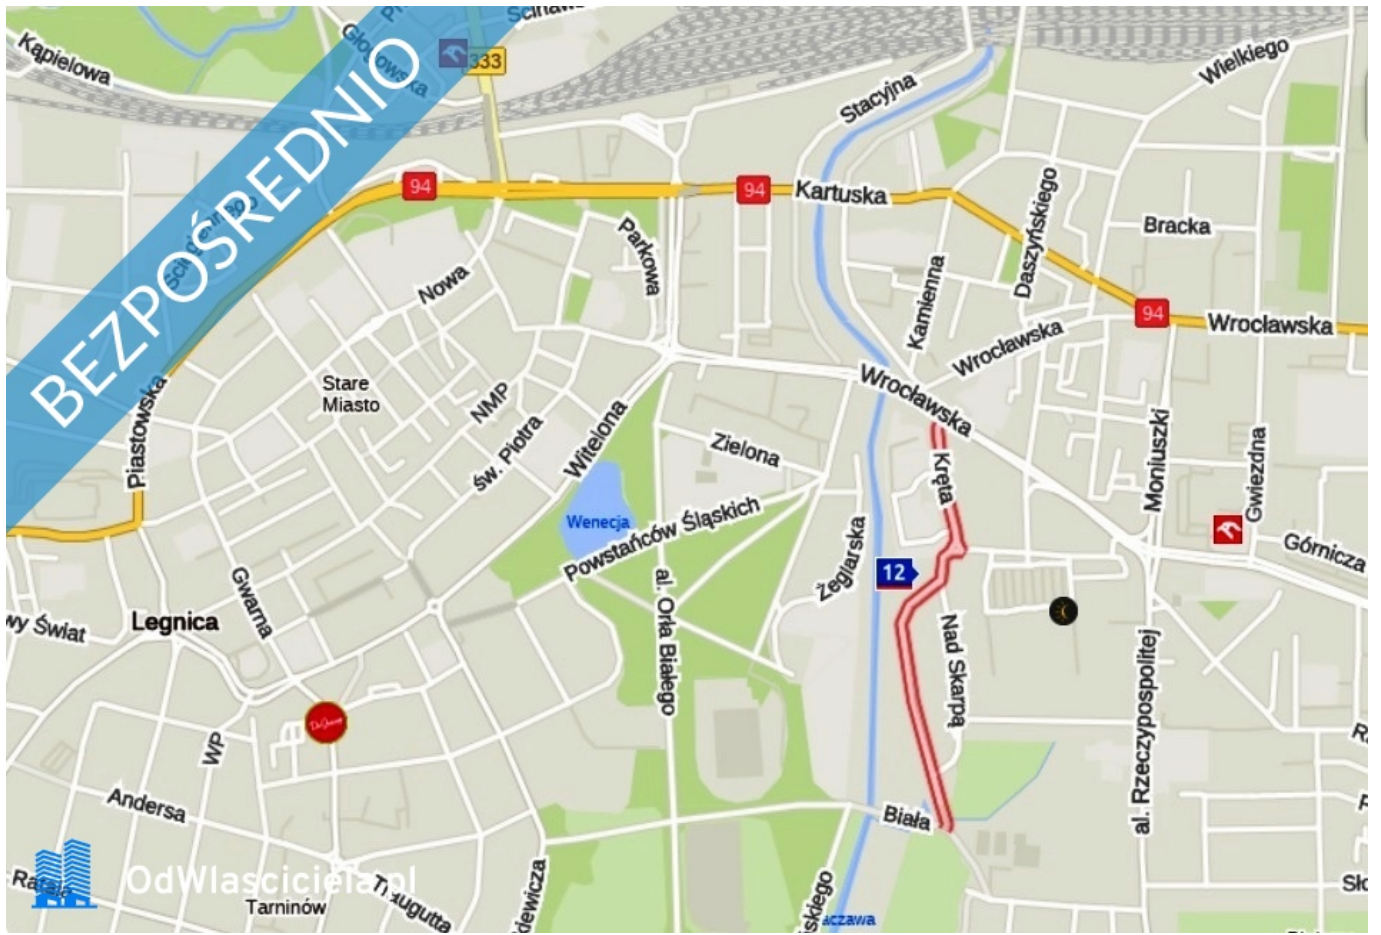 Kąpielowa
Głogowska
333
Wielkiego
Stacyjna
BEZPOŚREDNIO
94
94
Kartuska
Daszyńskiego
Bracka
Parkowa
Nowa
Kamienna
94
Wrocławska
Wrocławska
Stare
Miasto
NMP
Wrocławska
Piastowska
św. Piotra
Witelona
Zielona
Moniuszki
Kręta
Gwiezdna
Wenecja
Powstańców Śląskich
Żeglarska
Górnicza
12
al. Orła Białego
Gwarna
Legnica
Nad Skarpą
al. Rzeczypospolitej
WP
Andersa
Biała
OdWlasciciela.pl
Traugutta
Tarninów